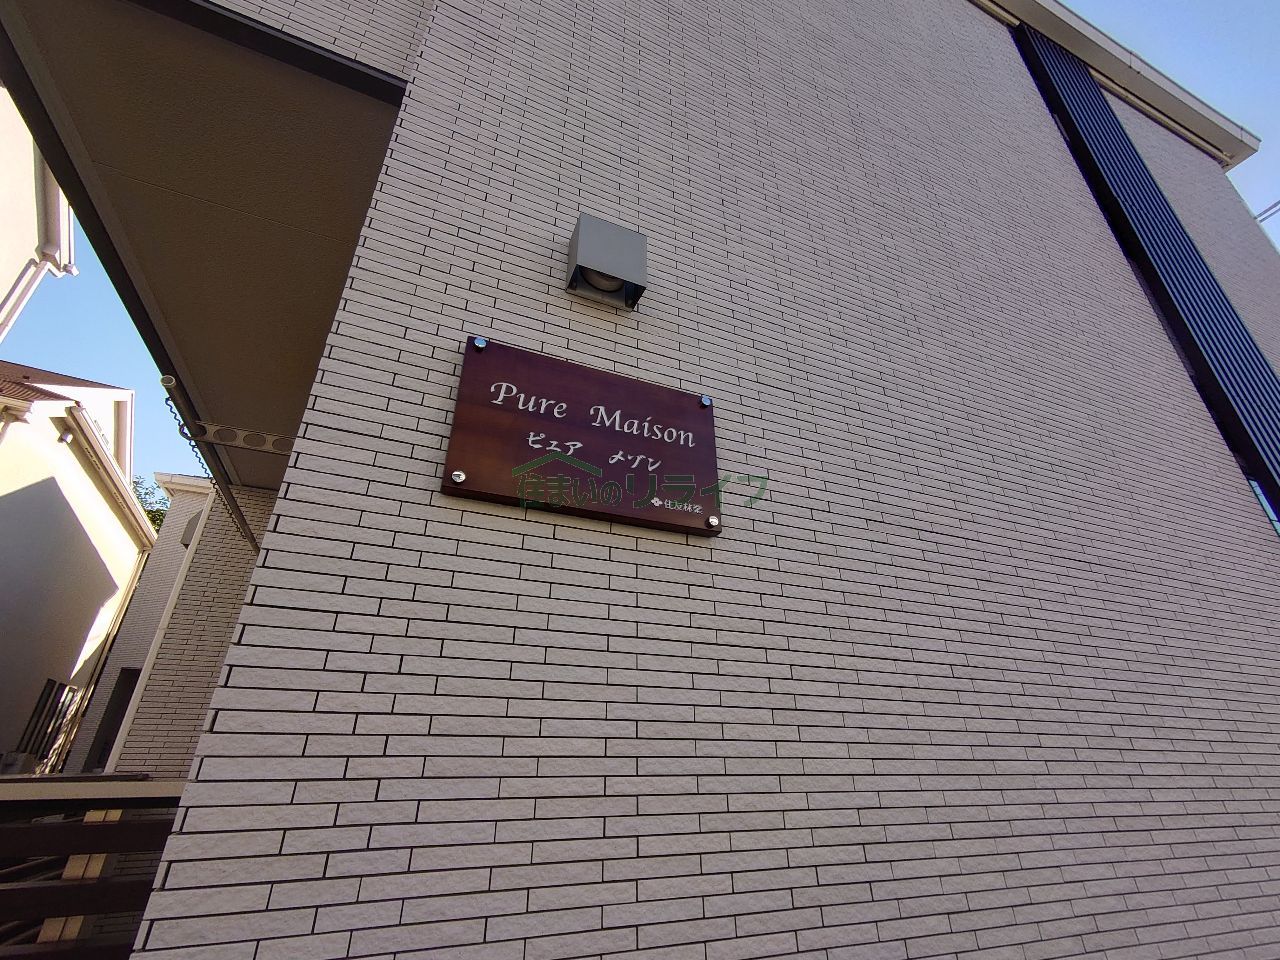 Pure Maison
ピュア メゾン
住まいのリライフ
住友林業